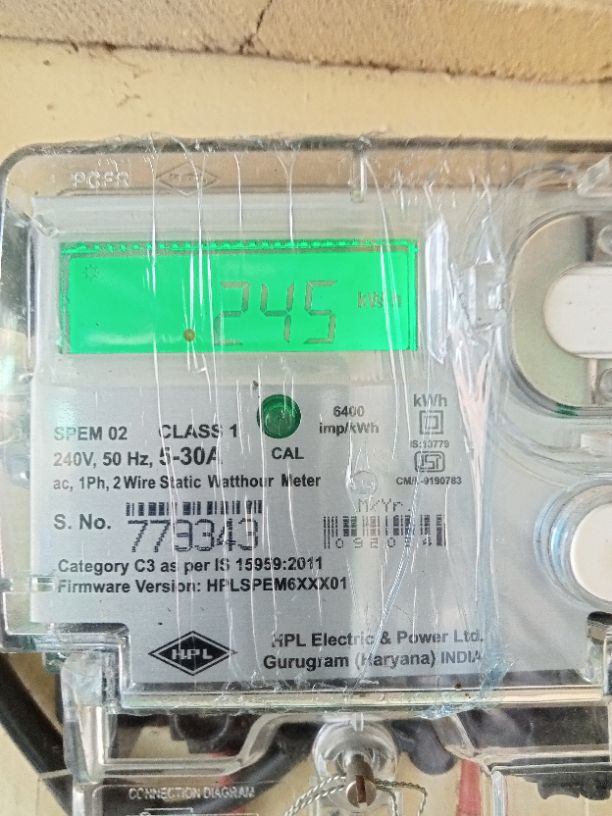 245 kWh
SPEM 02 CLASS 1
240V, 50 Hz, 5-30A
ac, 1Ph, 2 Wire Static Watthour Meter
CAL
6400
imp/kWh
kWh
IS:13779
ISI
CM/L-9190783
S. No. 773343
M/Yr.
Category C3 as per IS 15959:2011
Firmware Version: HPLSPEM6XXX01
HPL
HPL Electric & Power Ltd.
Gurugram (Haryana) INDIA
CONNECTION DIAGRAM